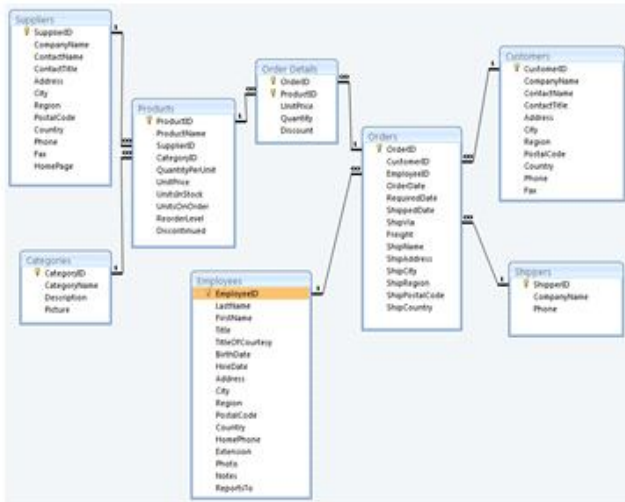 Suppliers
SupplierID
CompanyName
ContactName
ContactTitle
Address
City
Region
PostalCode
Country
Phone
Fax
HomePage
Categories
CategoryID
CategoryName
Description
Picture
Products
ProductID
ProductName
SupplierID
CategoryID
QuantityPerUnit
UnitPrice
UnitsInStock
UnitsOnOrder
ReorderLevel
Discontinued
Order Details
OrderID
ProductID
UnitPrice
Quantity
Discount
Employees
EmployeeID
LastName
FirstName
Title
TitleOfCourtesy
BirthDate
HireDate
Address
City
Region
PostalCode
Country
HomePhone
Extension
Photo
Notes
ReportsTo
Orders
OrderID
CustomerID
EmployeeID
OrderDate
RequiredDate
ShippedDate
ShipVia
Freight
ShipName
ShipAddress
ShipCity
ShipRegion
ShipPostalCode
ShipCountry
Customers
CustomerID
CompanyName
ContactName
ContactTitle
Address
City
Region
PostalCode
Country
Phone
Fax
Shippers
ShipperID
CompanyName
Phone